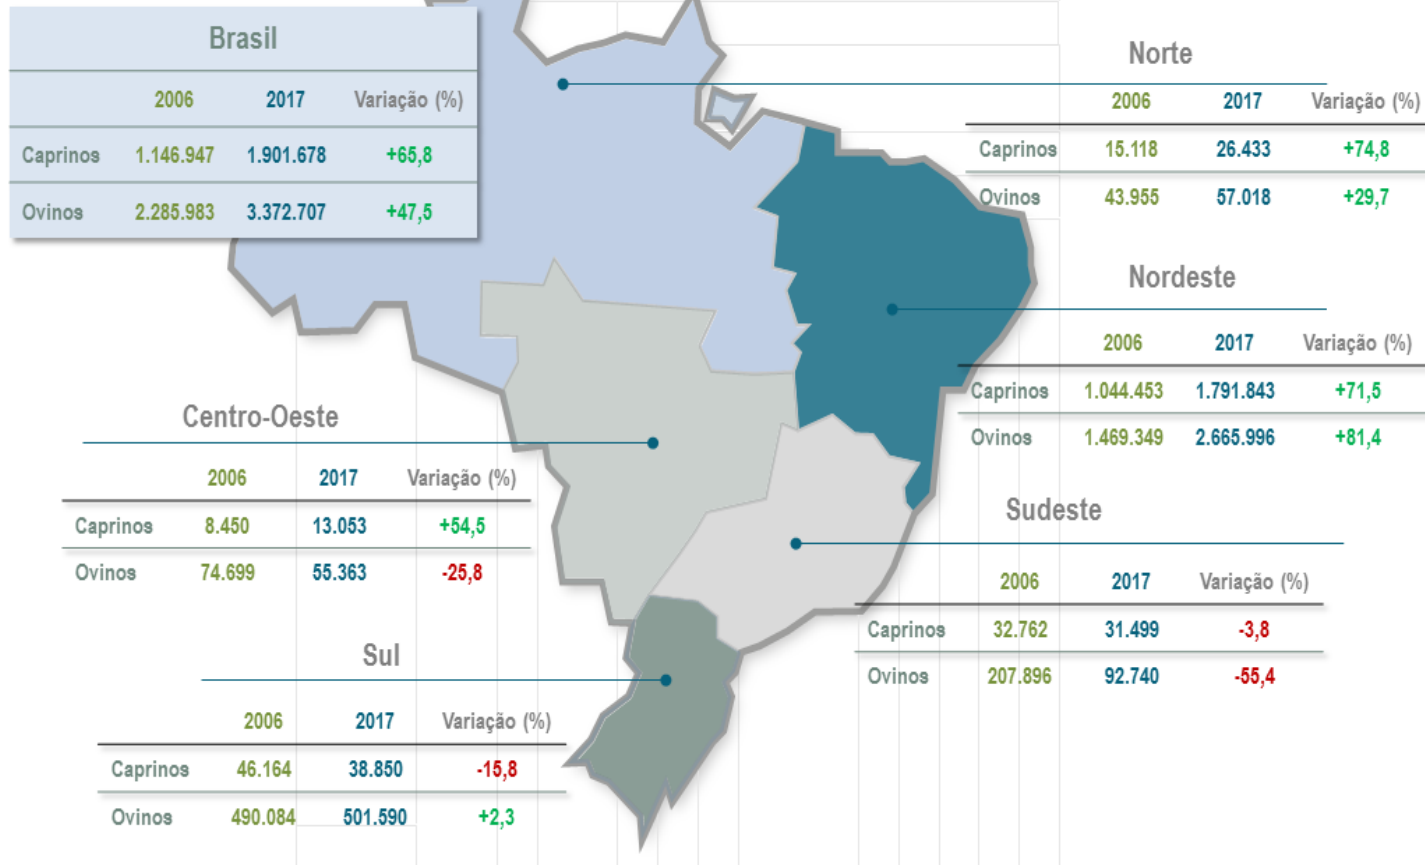 Brasil
2006 2017 Variação (%)
Caprinos 1.146.947 1.901.678 +65,8
Ovinos 2.285.983 3.372.707 +47,5
Norte
2006 2017 Variação (%)
Caprinos 15.118 26.433 +74,8
Ovinos 43.955 57.018 +29,7
Nordeste
2006 2017 Variação (%)
Caprinos 1.044.453 1.791.843 +71,5
Ovinos 1.469.349 2.665.996 +81,4
Centro-Oeste
2006 2017 Variação (%)
Caprinos 8.450 13.053 +54,5
Ovinos 74.699 55.363 -25,8
Sudeste
2006 2017 Variação (%)
Caprinos 32.762 31.499 -3,8
Ovinos 207.896 92.740 -55,4
Sul
2006 2017 Variação (%)
Caprinos 46.164 38.850 -15,8
Ovinos 490.084 501.590 +2,3